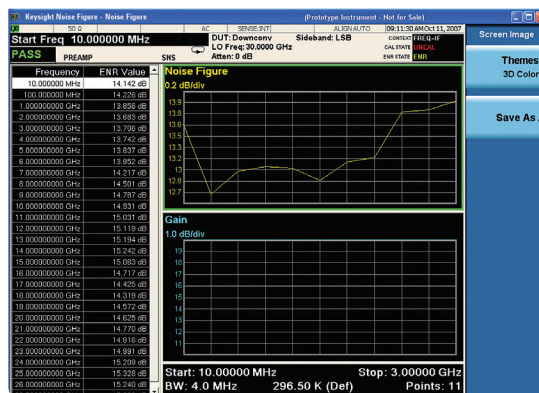 Keysight Noise Figure - Noise Figure (Prototype Instrument - Not for Sale)
50 Ω AC SENSE:INT ALIGN AUTO 09:11:30 AM Oct 11, 2007
Start Freq 10.000000 MHz
DUT: Downconv Sideband: LSB CONTEXT FREQ-IF
LO Freq: 30.0000 GHz CAL STATE UNCAL
PASS PREAMP SNS Atten: 0 dB ENR STATE ENR
Screen Image
Themes
3D Color
Save As
Frequency ENR Value
10.00000 MHz 14.142 dB
100.00000 MHz 14.226 dB
1.000000000 GHz 13.856 dB
2.000000000 GHz 13.683 dB
3.000000000 GHz 13.706 dB
4.000000000 GHz 13.742 dB
5.000000000 GHz 13.837 dB
6.000000000 GHz 13.952 dB
7.000000000 GHz 14.217 dB
8.000000000 GHz 14.501 dB
9.000000000 GHz 14.787 dB
10.000000000 GHz 14.931 dB
11.000000000 GHz 15.031 dB
12.000000000 GHz 15.119 dB
13.000000000 GHz 15.194 dB
14.000000000 GHz 15.242 dB
15.000000000 GHz 15.083 dB
16.000000000 GHz 14.717 dB
17.000000000 GHz 14.425 dB
18.000000000 GHz 14.319 dB
19.000000000 GHz 14.572 dB
20.000000000 GHz 14.625 dB
21.000000000 GHz 14.770 dB
22.000000000 GHz 14.916 dB
23.000000000 GHz 14.991 dB
24.000000000 GHz 15.209 dB
25.000000000 GHz 15.328 dB
26.000000000 GHz 15.240 dB
Noise Figure
0.2 dB/div
13.9
13.8
13.6
13.5
13.3
13.2
13
12.8
12.7
Gain
1.0 dB/div
19
18
17
16
15
14
13
12
11
Start: 10.00000 MHz Stop: 3.00000 GHz
BW: 4.0 MHz 296.50 K (Def) Points: 11